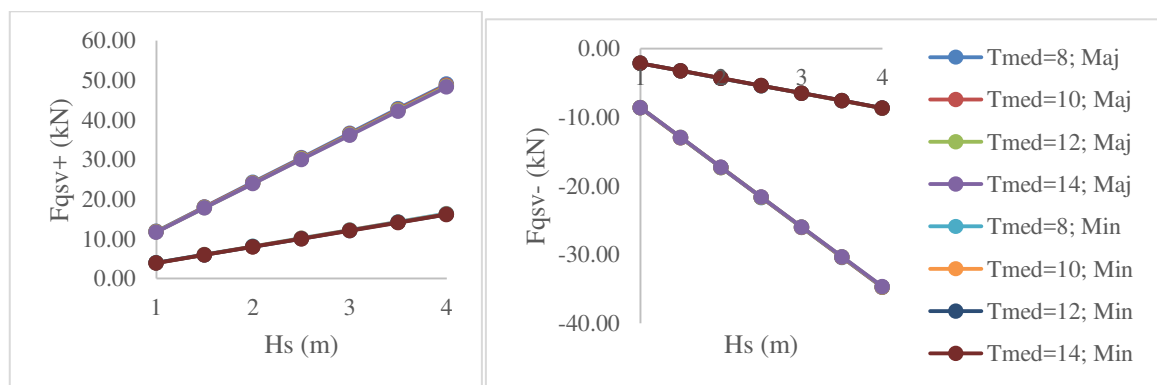 60.00
50.00
40.00
30.00
20.00
10.00
0.00
Fqsv+ (kN)
1 2 3 4
Hs (m)
0.00
-10.00
-20.00
-30.00
-40.00
Fqsv- (kN)
1 2 3 4
Hs (m)
Tmed=8; Maj
Tmed=10; Maj
Tmed=12; Maj
Tmed=14; Maj
Tmed=8; Min
Tmed=10; Min
Tmed=12; Min
Tmed=14; Min